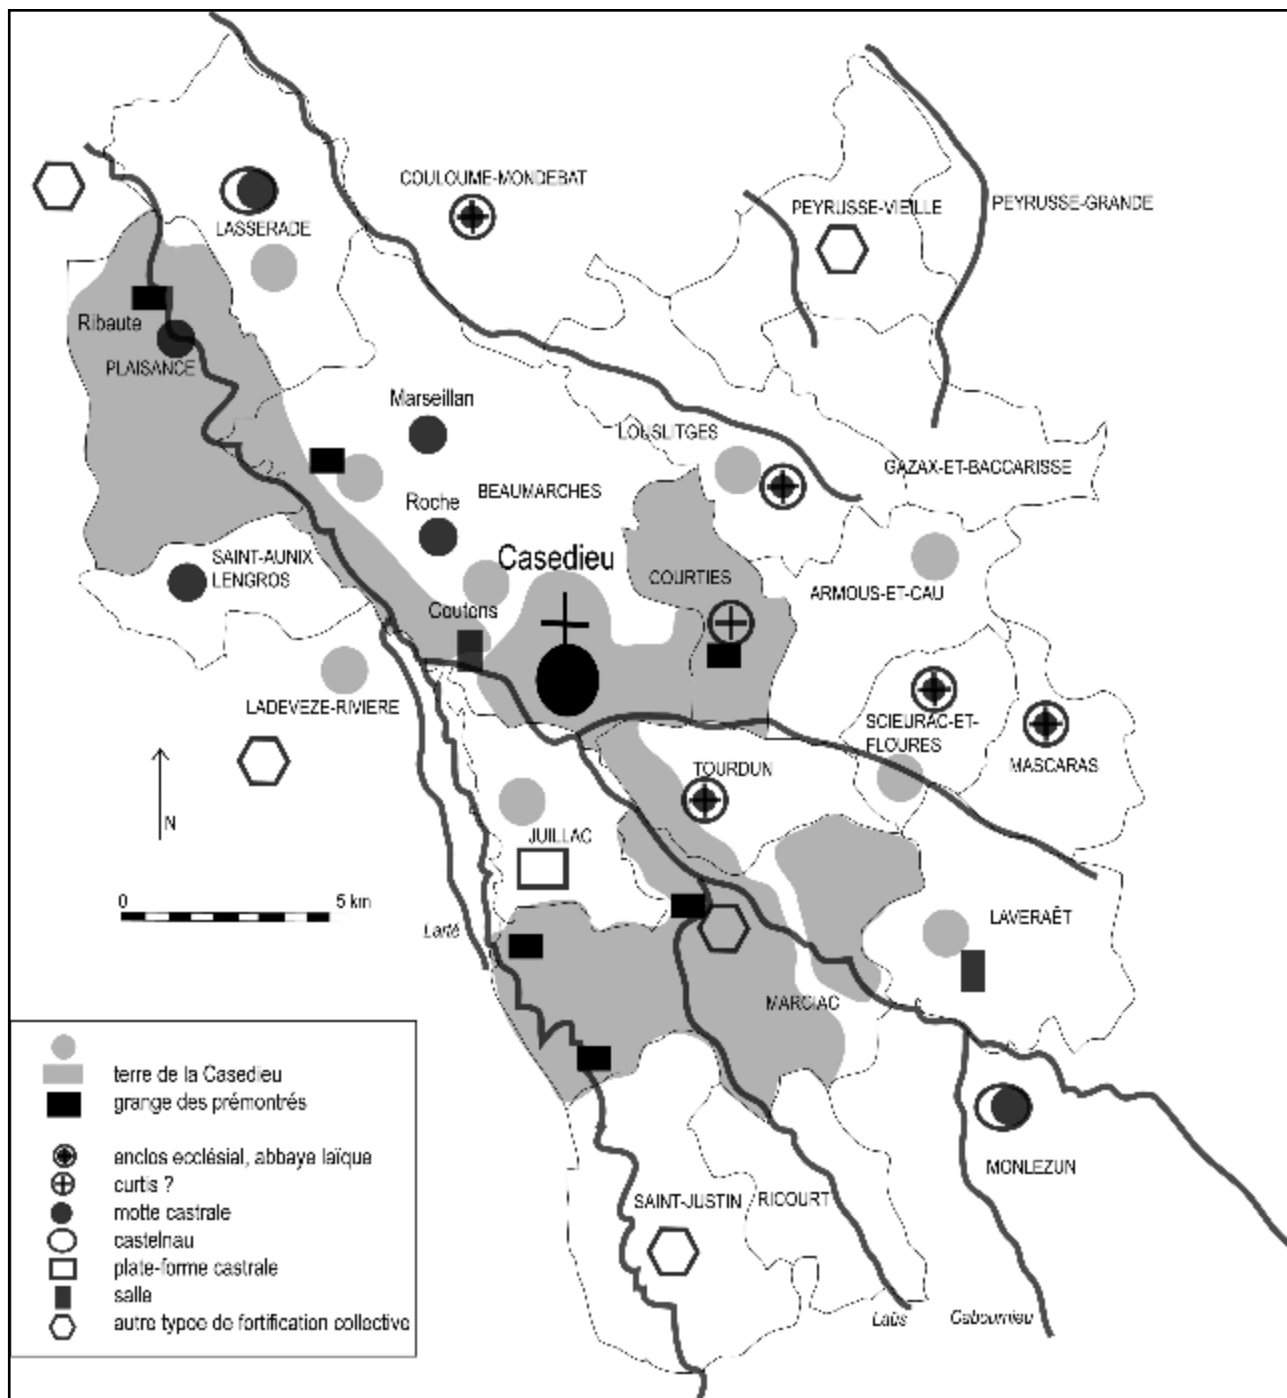 COULOUME-MONDEBAT
PEYRUSSE-VIEILLE
PEYRUSSE-GRANDE
LASSERADE
Ribaute
PLAISANCE
Marseillan
LOUSLITGES
GAZAX-ET-BACCARISSE
BEAUMARCHES
Roche
SAINT-AUNIX
LENGROS
Casedieu
COURTIES
ARMOUS-ET-CAU
Coutens
LADEVEZE-RIVIERE
SCIEURAC-ET-
FLOURES
MASCARAS
TOURDUN
N
JUILLAC
0
5 km
Larté
LAVERAËT
MARCIAC
MONLEZUN
SAINT-JUSTIN
RICOURT
Laüs
Cabournieu
terre de la Casedieu
grange des prémontrés
enclos ecclésial, abbaye laïque
curtis ?
motte castrale
castelnau
plate-forme castrale
salle
autre typoe de fortification collective